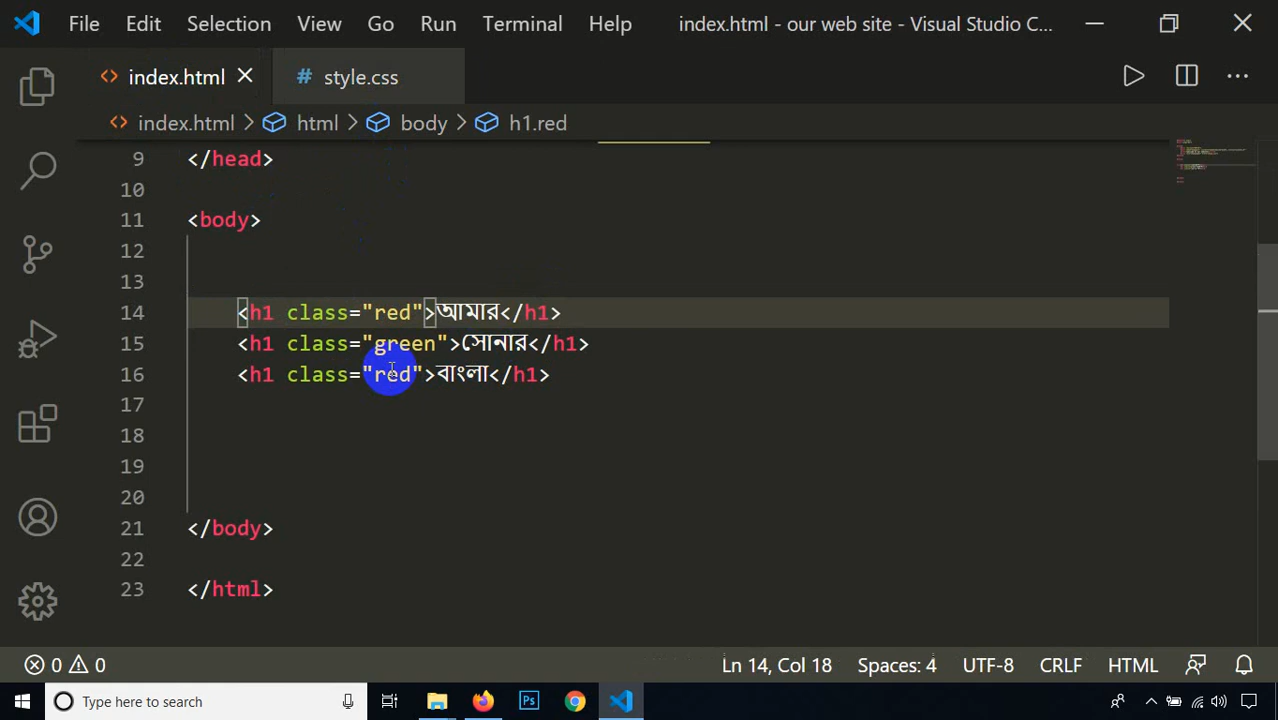 File Edit Selection View Go Run Terminal Help index.html - our web site - Visual Studio C...
index.html # style.css
index.html > html > body > h1.red
9 </head>
10
11 <body>
12
13
14 <h1 class="red">আমার</h1>
15 <h1 class="green">সোনার</h1>
16 <h1 class="red">বাংলা</h1>
17
18
19
20
21 </body>
22
23 </html>
0 0 Ln 14, Col 18 Spaces: 4 UTF-8 CRLF HTML
Type here to search Ps